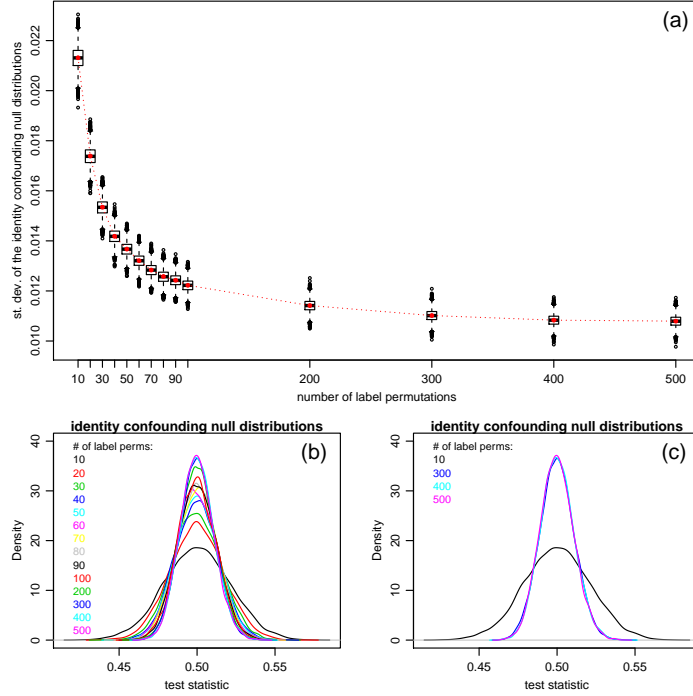 (a)
st. dev. of the identity confounding null distributions
0.022
0.020
0.018
0.016
0.014
0.012
0.010
10 30 50 70 90 200 300 400 500
number of label permutations
identity confounding null distributions
(b)
# of label perms:
10
20
30
40
50
60
70
80
90
100
200
300
400
500
Density
40
30
20
10
0
0.45 0.50 0.55
test statistic
identity confounding null distributions
(c)
# of label perms:
10
300
400
500
Density
40
30
20
10
0
0.45 0.50 0.55
test statistic